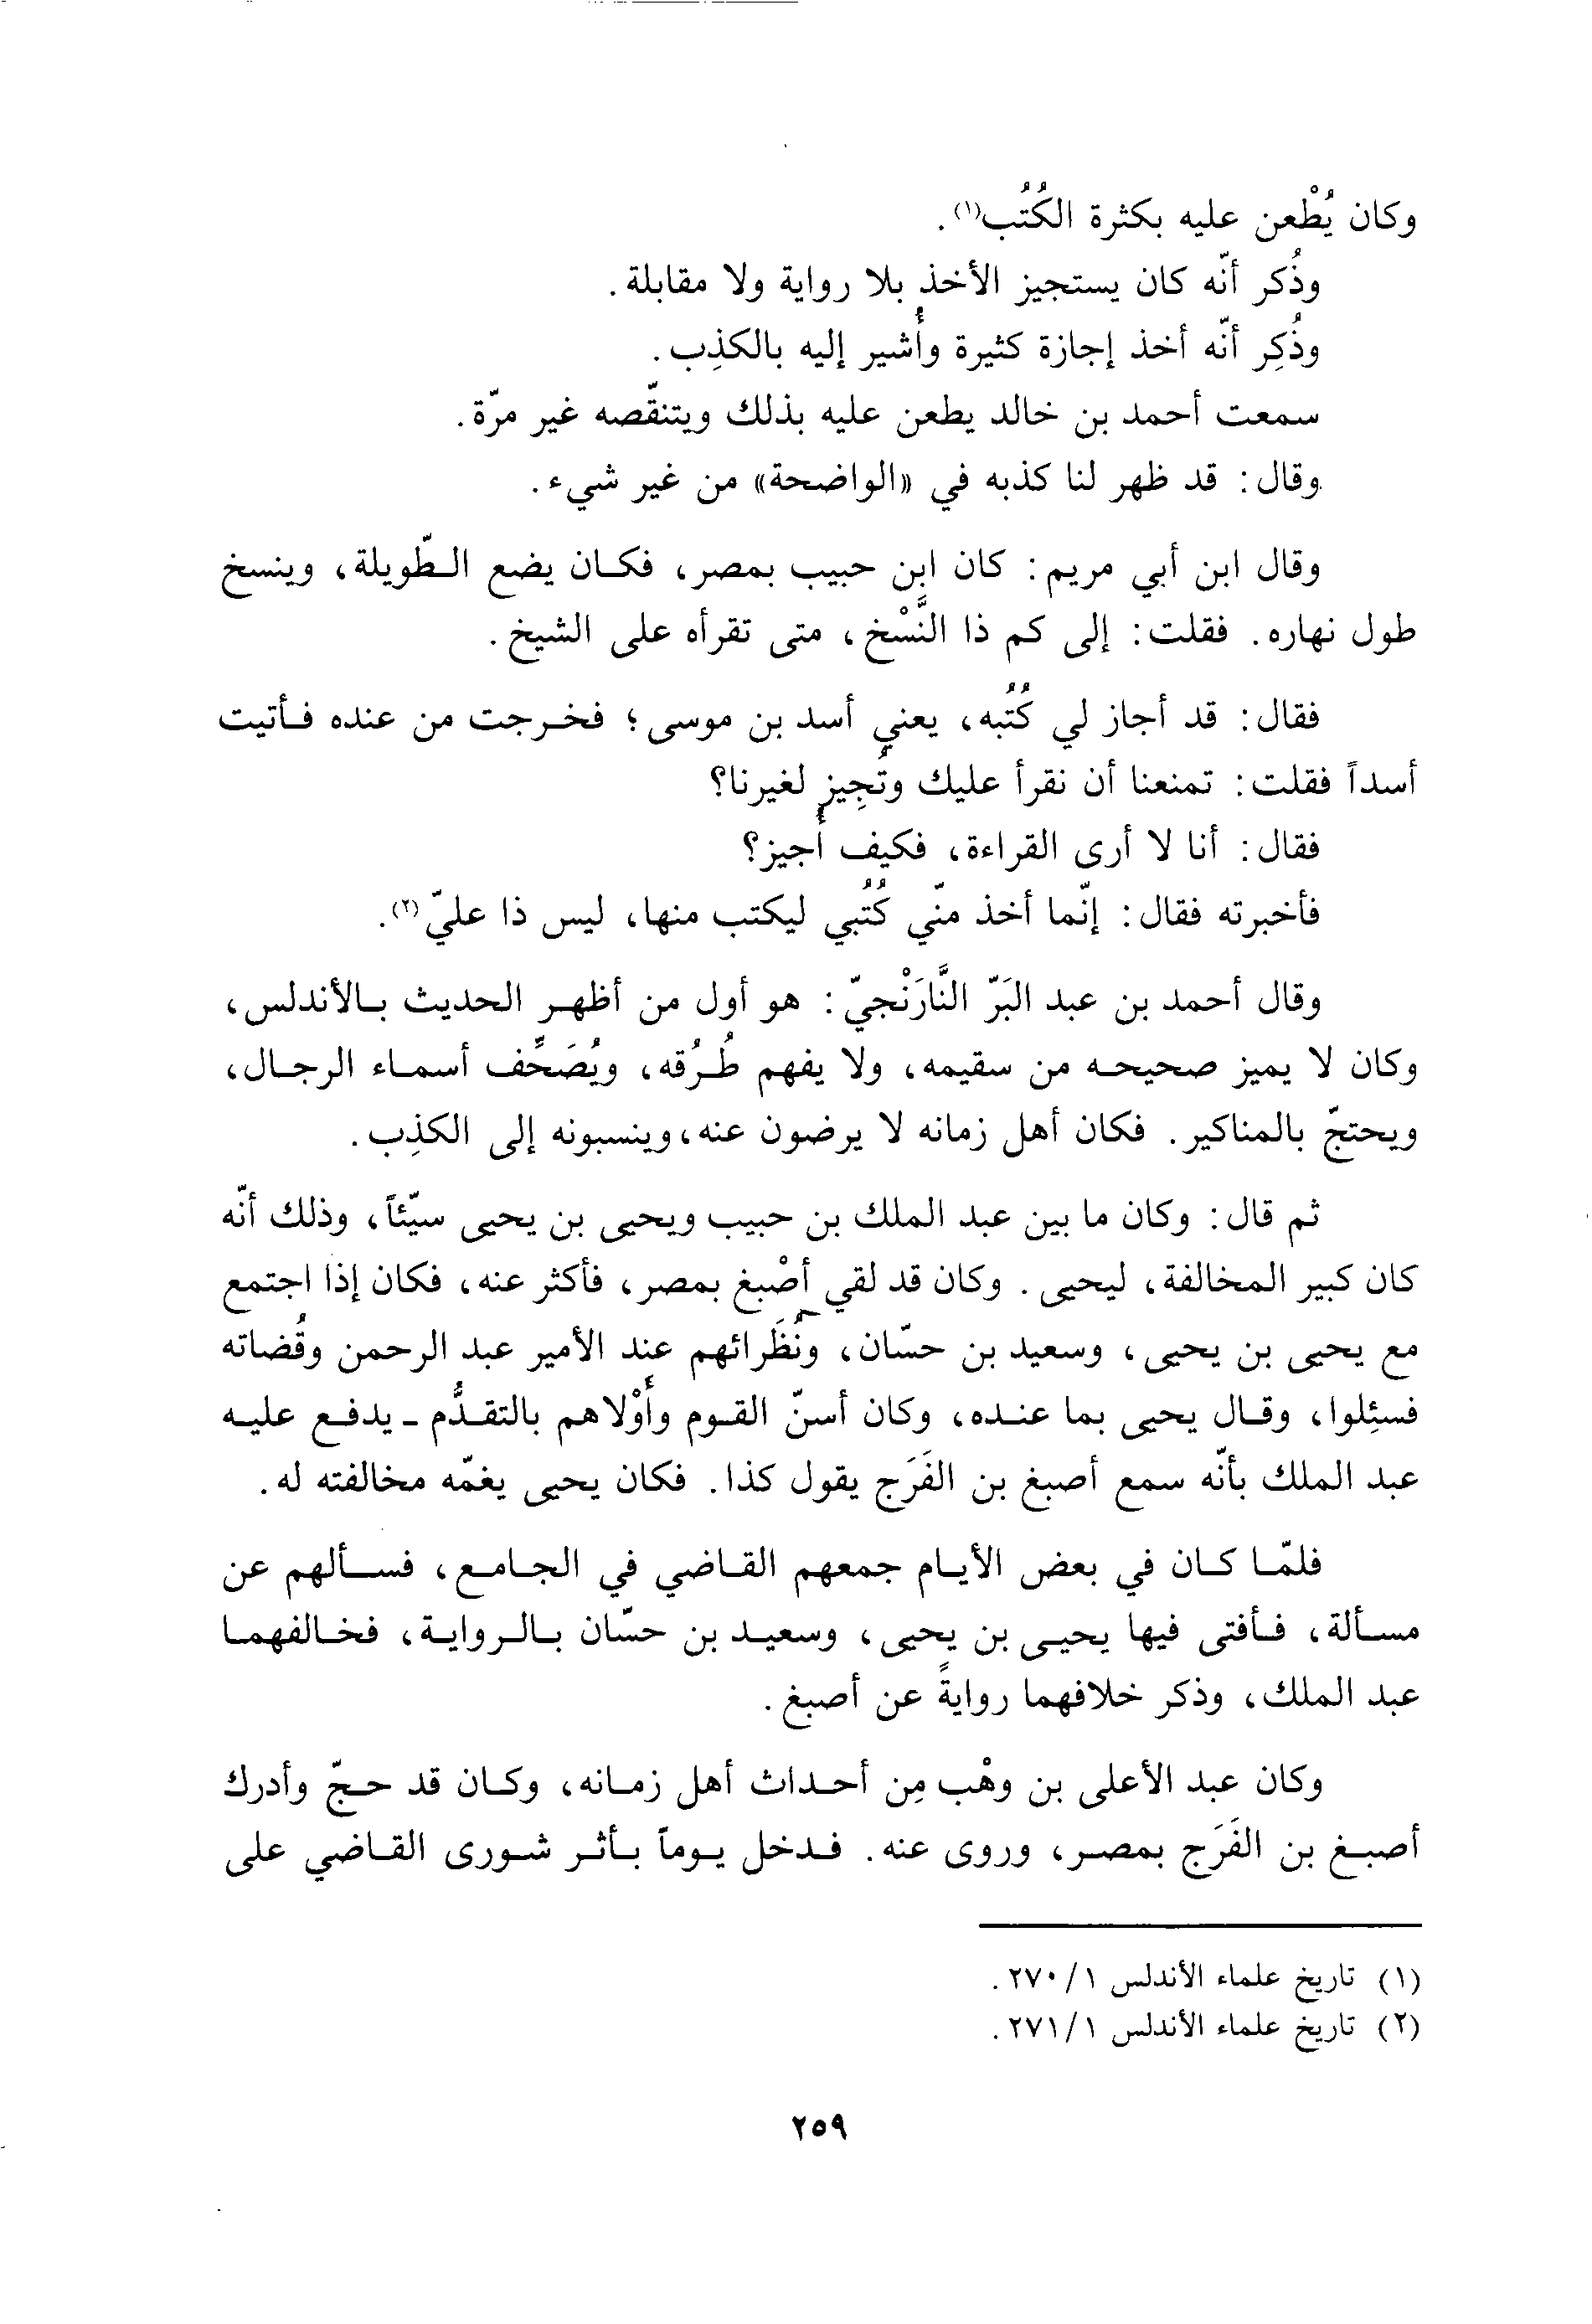 وكان يُطْعن عليه بكثرة الكُتُب(١).
وذُكر أنّه كان يستجيز الأخذ بلا رواية ولا مقابلة.
وذُكِر أنّه أخذ إجازة كثيرة وأُشير إليه بالكذِب.
سمعت أحمد بن خالد يطعن عليه بذلك ويتنقّصه غير مرّة.
وقال: قد ظهر لنا كذبه في «الواضحة» من غير شيء.
وقال ابن أبي مريم: كان ابن حبيب بمصر، فكان يضع الطّويلة، وينسخ
طول نهاره. فقلت: إلى كم ذا النَّسْخ، متى تقرأه على الشيخ.
فقال: قد أجاز لي كُتُبه، يعني أسد بن موسى؛ فخرجت من عنده فأتيت
أسداً فقلت: تمنعنا أن نقرأ عليك وتُجِيز لغيرنا؟
فقال: أنا لا أرى القراءة، فكيف أُجيز؟
فأخبرته فقال: إنّما أخذ منّي كُتُبي ليكتب منها، ليس ذا عليّ(٢).
وقال أحمد بن عبد البَرّ النَّارَنْجيّ: هو أول من أظهر الحديث بالأندلس،
وكان لا يميز صحيحه من سقيمه، ولا يفهم طُرُقه، ويُصَحِّف أسماء الرجال،
ويحتجّ بالمناكير. فكان أهل زمانه لا يرضون عنه، وينسبونه إلى الكذِب.
ثم قال: وكان ما بين عبد الملك بن حبيب ويحيى بن يحيى سيّئاً، وذلك أنّه
كان كبير المخالفة، ليحيى. وكان قد لقي أصْبغ بمصر، فأكثر عنه، فكان إذا اجتمع
مع يحيى بن يحيى، وسعيد بن حسّان، ونُظَرائهم عند الأمير عبد الرحمن وقُضاته
فسئِلوا، وقال يحيى بما عنده، وكان أسنّ القوم وأَوْلاهم بالتقدُّم - يدفع عليه
عبد الملك بأنّه سمع أصبغ بن الفَرَج يقول كذا. فكان يحيى يغمّه مخالفته له.
فلمّا كان في بعض الأيام جمعهم القاضي في الجامع، فسألهم عن
مسألة، فأفتى فيها يحيى بن يحيى، وسعيد بن حسّان بالرواية، فخالفهما
عبد الملك، وذكر خلافهما روايةً عن أصبغ.
وكان عبد الأعلى بن وهْب مِن أحداث أهل زمانه، وكان قد حجّ وأدرك
أصبغ بن الفَرَج بمصر، وروى عنه. فدخل يوماً بأثر شورى القاضي على
(١) تاريخ علماء الأندلس ٢٧٠/١.
(٢) تاريخ علماء الأندلس ٢٧١/١.
٢٥٩